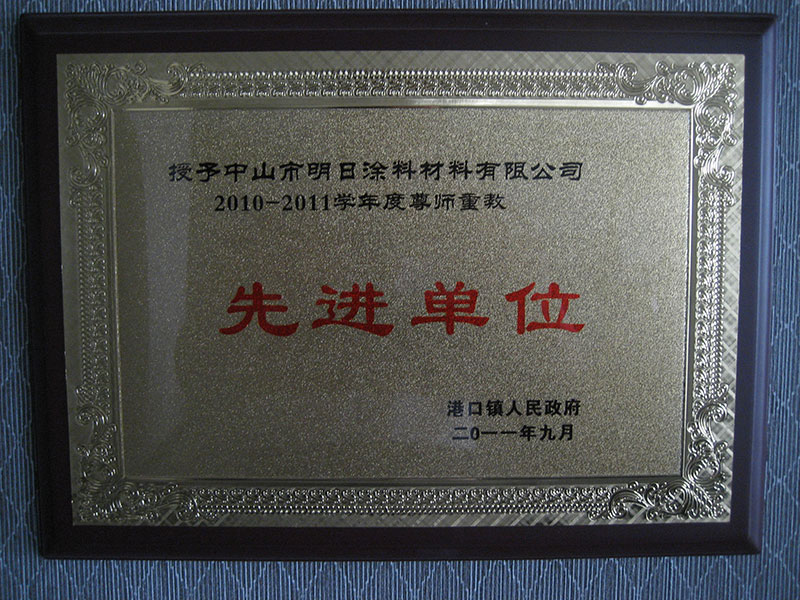 授予中山市明日涂料材料有限公司
2010-2011学年度尊师重教
先进单位
港口镇人民政府
二0一一年九月